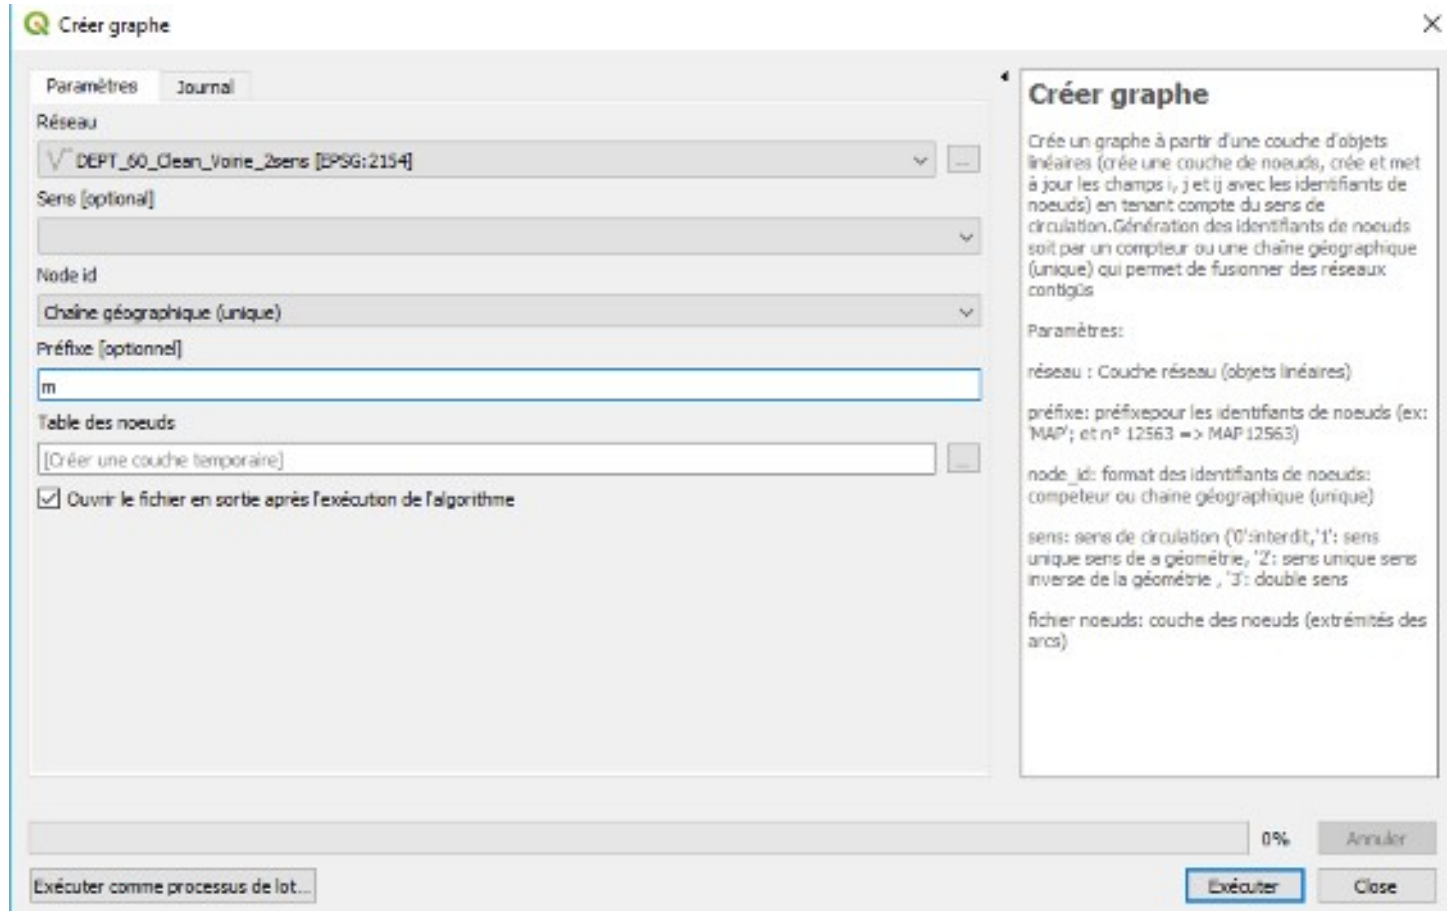 Créer graphe
Paramètres
Journal
Réseau
DEPT_60_Clean_Voirie_2sens [EPSG:2154]
...
Sens [optional]
Node id
Chaîne géographique (unique)
Préfixe [optionnel]
m
Table des noeuds
[Créer une couche temporaire]
...
Ouvrir le fichier en sortie après l'exécution de l'algorithme
Créer graphe
Crée un graphe à partir d'une couche d'objets
linéaires (crée une couche de noeuds, crée et met
à jour les champs i, j et ij avec les identifiants de
noeuds) en tenant compte du sens de
circulation.Génération des identifiants de noeuds
soit par un compteur ou une chaîne géographique
(unique) qui permet de fusionner des réseaux
contigüs
Paramètres:
réseau : Couche réseau (objets linéaires)
préfixe: préfixepour les identifiants de noeuds (ex:
'MAP'; et n° 12563 => MAP12563)
node_id: format des identifiants de noeuds:
competeur ou chaine géographique (unique)
sens: sens de circulation ('0':interdit,'1': sens
unique sens de a géométrie, '2': sens unique sens
inverse de la géométrie , '3': double sens
fichier noeuds: couche des noeuds (extrémités des
arcs)
0%
Annuler
Exécuter comme processus de lot...
Exécuter
Close